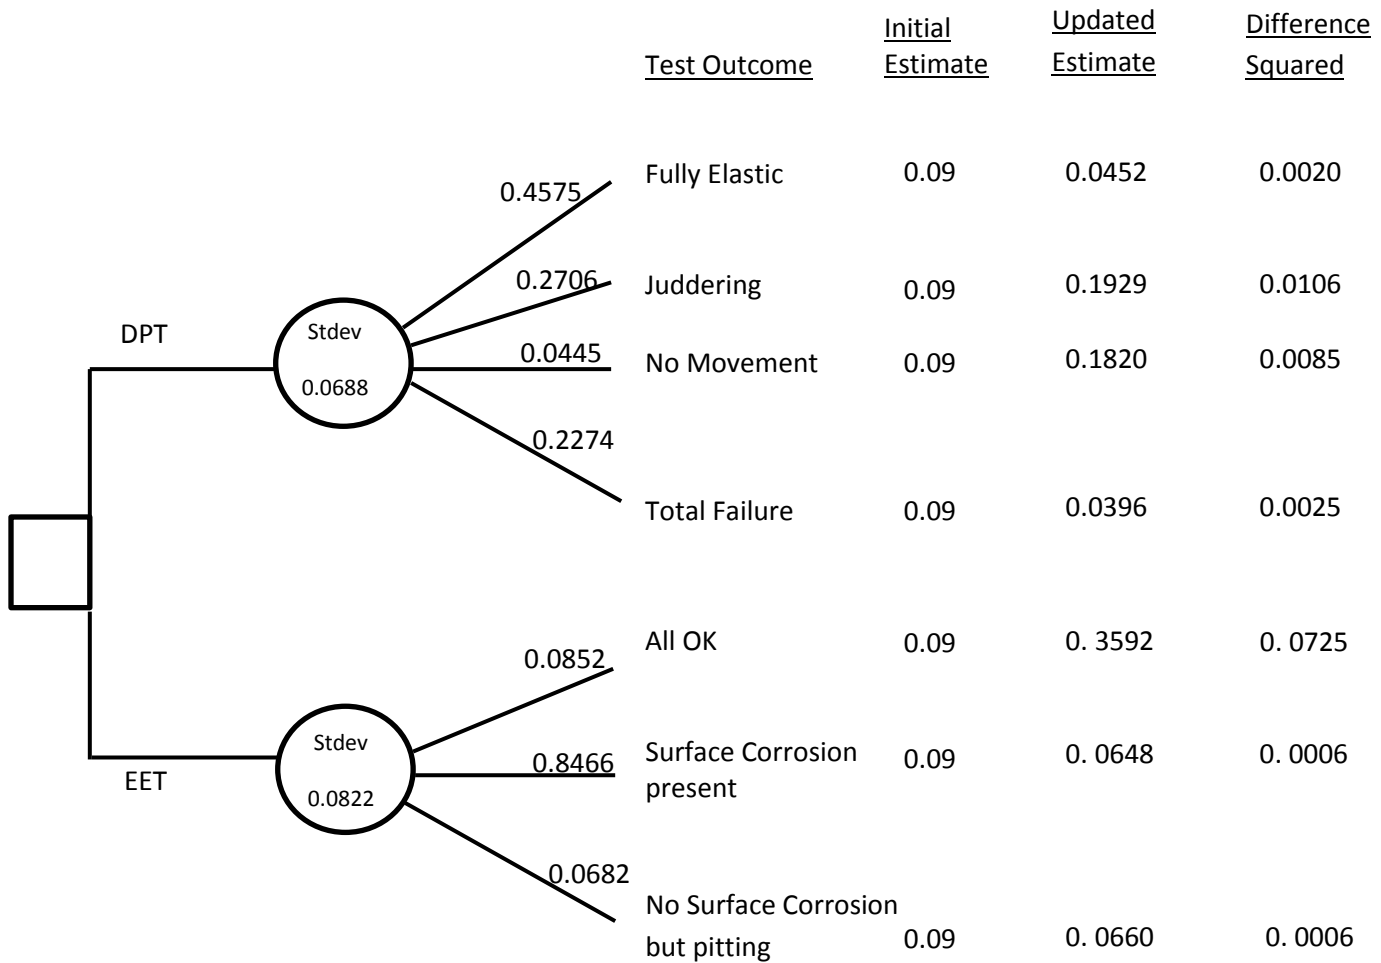 Initial Updated Difference
Test Outcome Estimate Estimate Squared
0.4575 Fully Elastic 0.09 0.0452 0.0020
0.2706 Juddering 0.09 0.1929 0.0106
DPT Stdev
0.0688
0.0445 No Movement 0.09 0.1820 0.0085
0.2274
Total Failure 0.09 0.0396 0.0025
0.0852 All OK 0.09 0. 3592 0. 0725
EET Stdev
0.0822
0.8466 Surface Corrosion 0.09 0. 0648 0. 0006
present
0.0682
No Surface Corrosion
but pitting 0.09 0. 0660 0. 0006